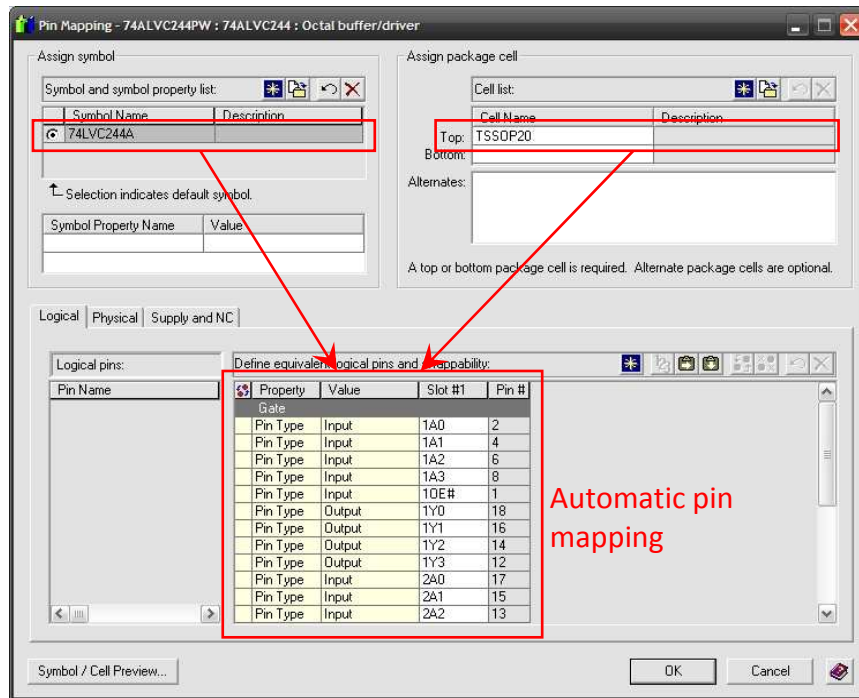 Pin Mapping - 74ALVC244PW : 74ALVC244 : Octal buffer/driver
Assign symbol
Symbol and symbol property list:
Symbol Name Description
74LVC244A
Selection indicates default symbol.
Symbol Property Name Value
Assign package cell
Cell list:
Cell Name Description
Top: TSSOP20
Bottom:
Alternates:
A top or bottom package cell is required. Alternate package cells are optional.
Logical Physical Supply and NC
Logical pins:
Pin Name
Define equivalent logical pins and swappability:
Property Value Slot #1 Pin #
Gate
Pin Type Input 1A0 2
Pin Type Input 1A1 4
Pin Type Input 1A2 6
Pin Type Input 1A3 8
Pin Type Input 1OE# 1
Pin Type Output 1Y0 18
Pin Type Output 1Y1 16
Pin Type Output 1Y2 14
Pin Type Output 1Y3 12
Pin Type Input 2A0 17
Pin Type Input 2A1 15
Pin Type Input 2A2 13
Automatic pin
mapping
Symbol / Cell Preview...
OK Cancel